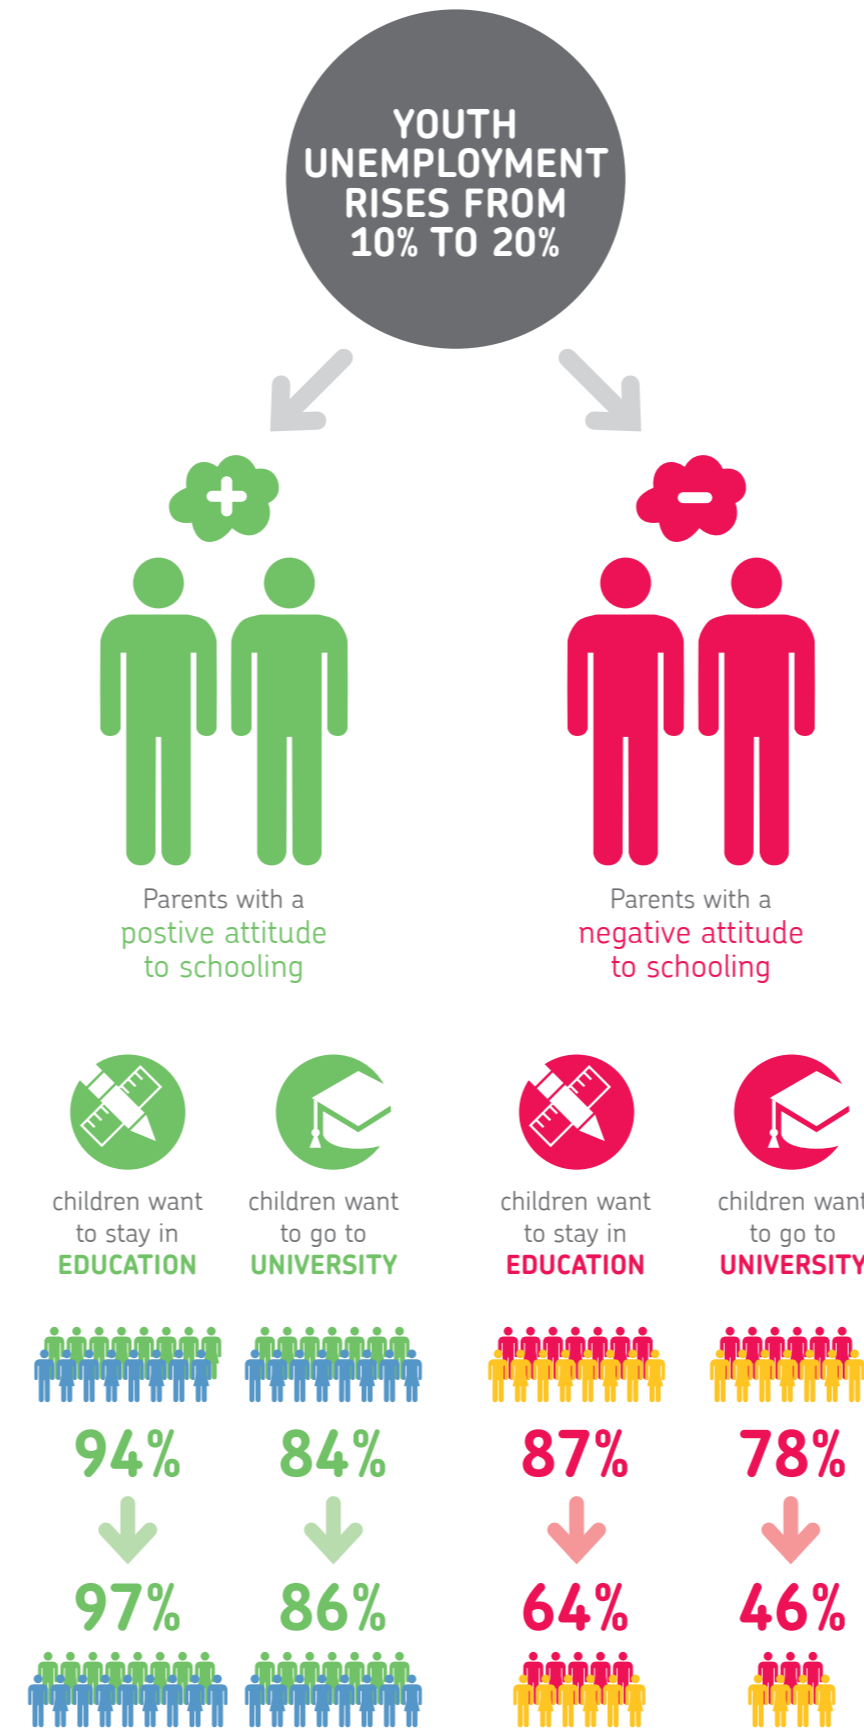 YOUTH
UNEMPLOYMENT
RISES FROM
10% TO 20%
+
-
Parents with a
postive attitude
to schooling
Parents with a
negative attitude
to schooling
children want
to stay in
EDUCATION
children want
to go to
UNIVERSITY
children want
to stay in
EDUCATION
children want
to go to
UNIVERSITY
94%
84%
87%
78%
97%
86%
64%
46%